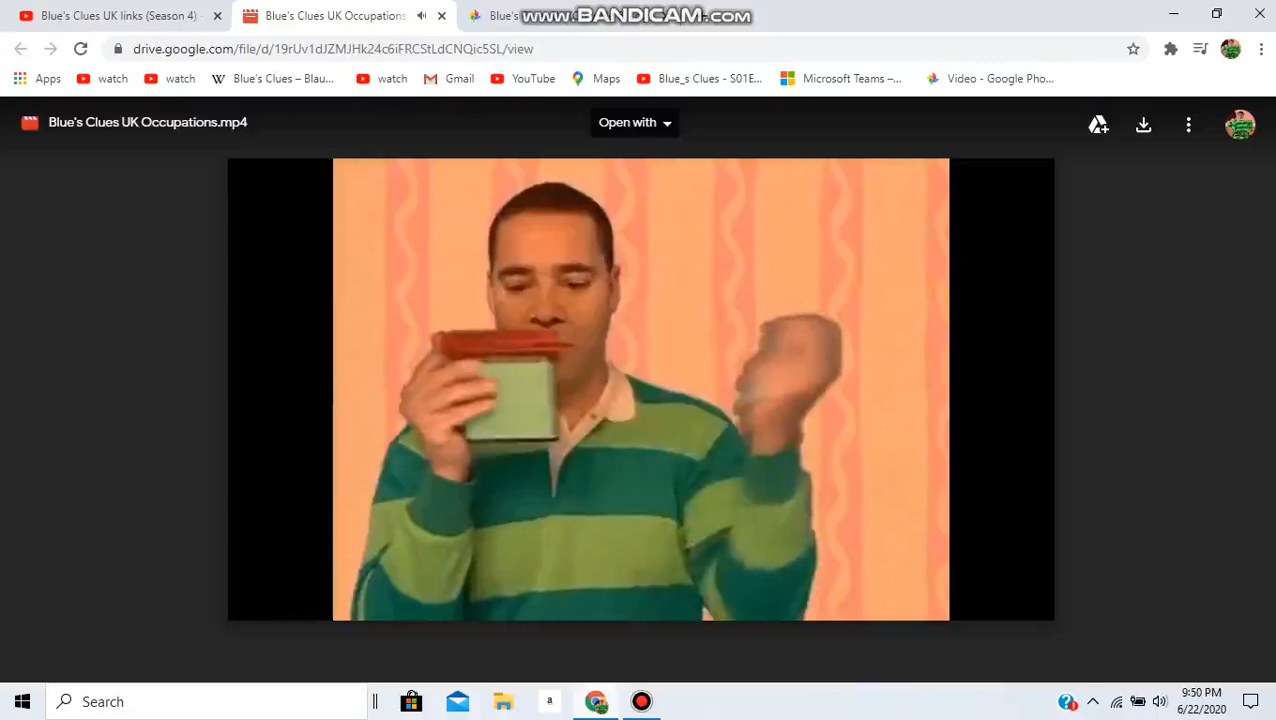 Blue's Clues UK links (Season 4)
Blue's Clues UK Occupations
Blue's
www.BANDICAM.com
drive.google.com/file/d/19rUv1dJZMJHk24c6iFRCStLdCNQic5SL/view
Apps watch watch Blue's Clues – Blau... watch Gmail YouTube Maps Blue_s Clues - S01E... Microsoft Teams –... Video - Google Pho...
Blue's Clues UK Occupations.mp4
Open with
Search
a
9:50 PM
6/22/2020